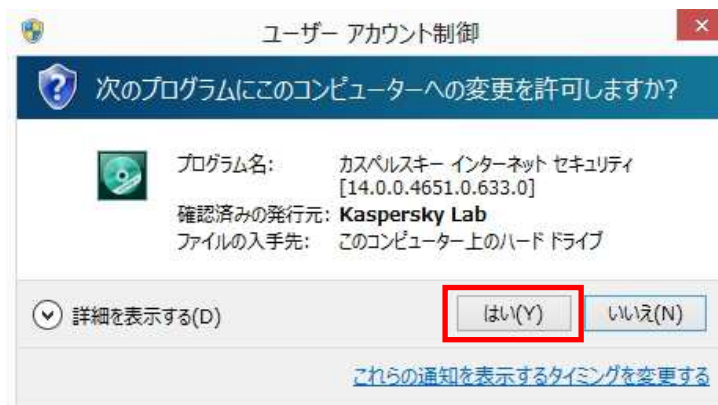 ユーザー アカウント制御
次のプログラムにこのコンピューターへの変更を許可しますか?
プログラム名: カスペルスキー インターネット セキュリティ
[14.0.0.4651.0.633.0]
確認済みの発行元: Kaspersky Lab
ファイルの入手先: このコンピューター上のハード ドライブ
詳細を表示する(D) はい(Y) いいえ(N)
これらの通知を表示するタイミングを変更する